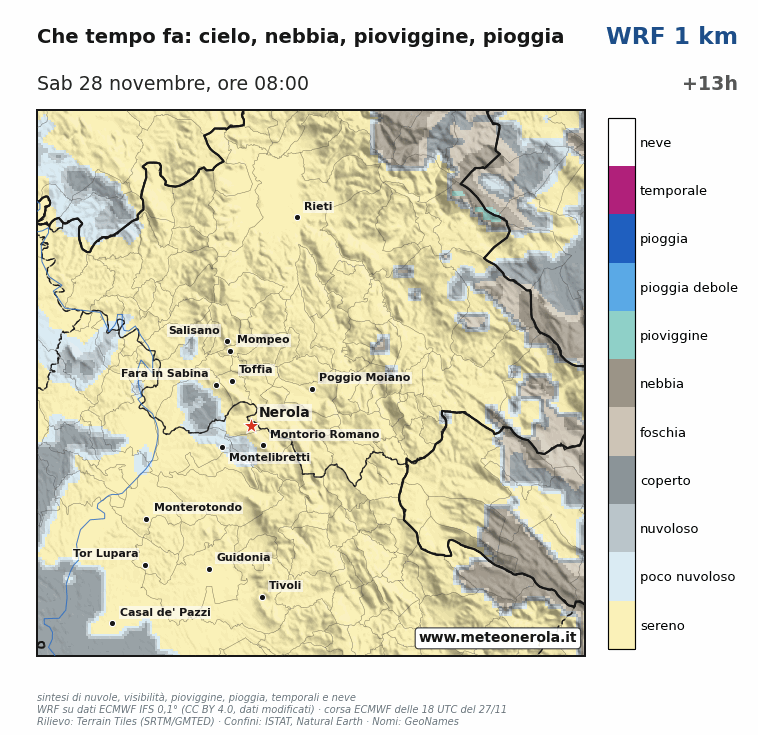 Che tempo fa: cielo, nebbia, pioviggine, pioggia
WRF 1 km
Sab 28 novembre, ore 08:00
+13h
neve
temporale
pioggia
pioggia debole
pioviggine
nebbia
foschia
coperto
nuvoloso
poco nuvoloso
sereno
Rieti
Salisano
Mompeo
Fara in Sabina
Toffia
Poggio Moiano
Nerola
Montorio Romano
Montelibretti
Monterotondo
Tor Lupara
Guidonia
Tivoli
Casal de' Pazzi
www.meteonerola.it
sintesi di nuvole, visibilità, pioviggine, pioggia, temporali e neve
WRF su dati ECMWF IFS 0,1° (CC BY 4.0, dati modificati) · corsa ECMWF delle 18 UTC del 27/11
Rilievo: Terrain Tiles (SRTM/GMTED) · Confini: ISTAT, Natural Earth · Nomi: GeoNames